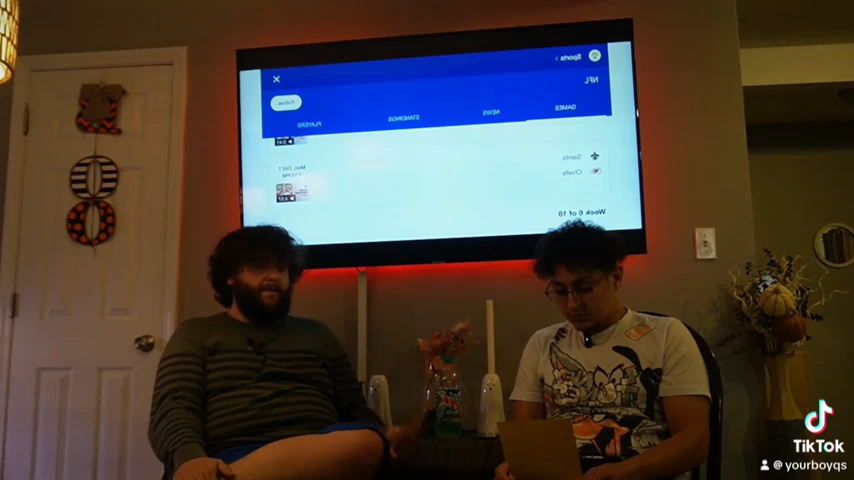 Sports
NFL
Follow
GAMES
NEWS
STANDINGS
PLAYERS
Saints
Chiefs
Mon, Oct 7
Week 6 of 18
BOO
TikTok
@yourboyqs